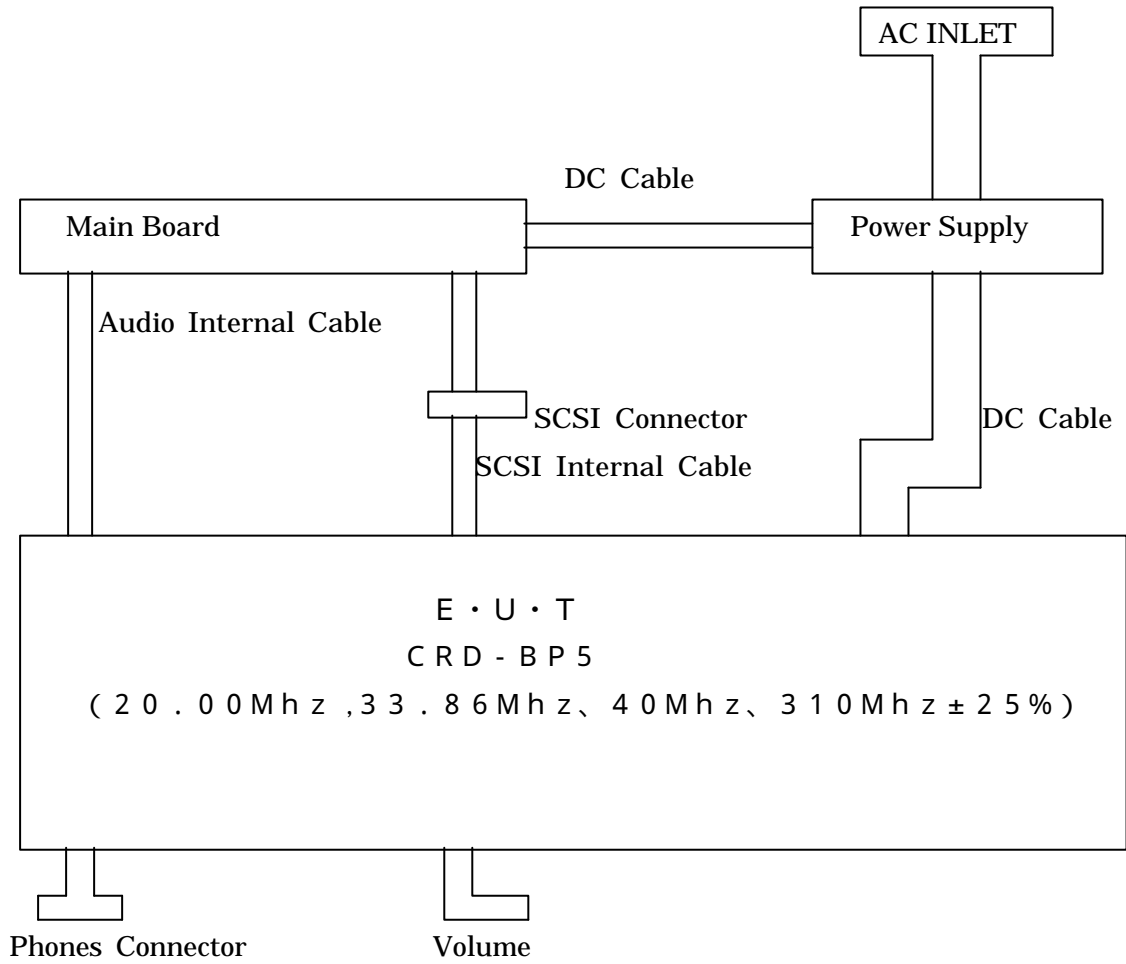 AC INLET
DC Cable
Main Board
Power Supply
Audio Internal Cable
SCSI Connector
DC Cable
SCSI Internal Cable
E・U・T
CRD-BP5
(20.00Mhz,33.86Mhz、40Mhz、310Mhz±25%)
Phones Connector
Volume